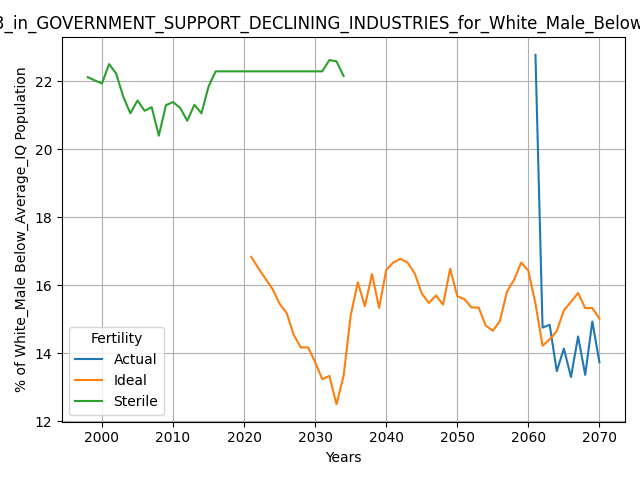 3_in_GOVERNMENT_SUPPORT_DECLINING_INDUSTRIES_for_White_Male_Below
% of White_Male Below_Average_IQ Population
22
20
18
16
14
12
Fertility
Actual
Ideal
Sterile
2000 2010 2020 2030 2040 2050 2060 2070
Years